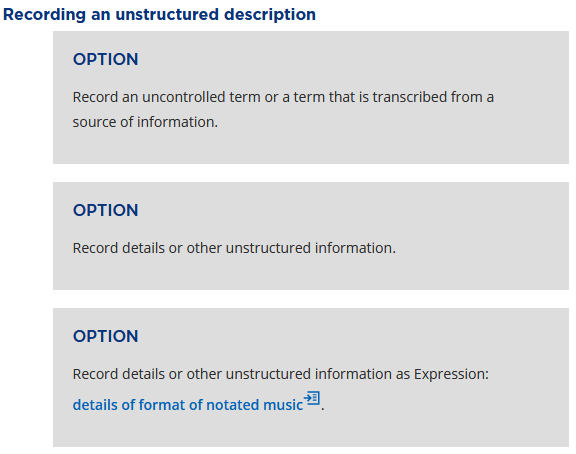 Recording an unstructured description
OPTION
Record an uncontrolled term or a term that is transcribed from a
source of information.
OPTION
Record details or other unstructured information.
OPTION
Record details or other unstructured information as Expression:
details of format of notated music.